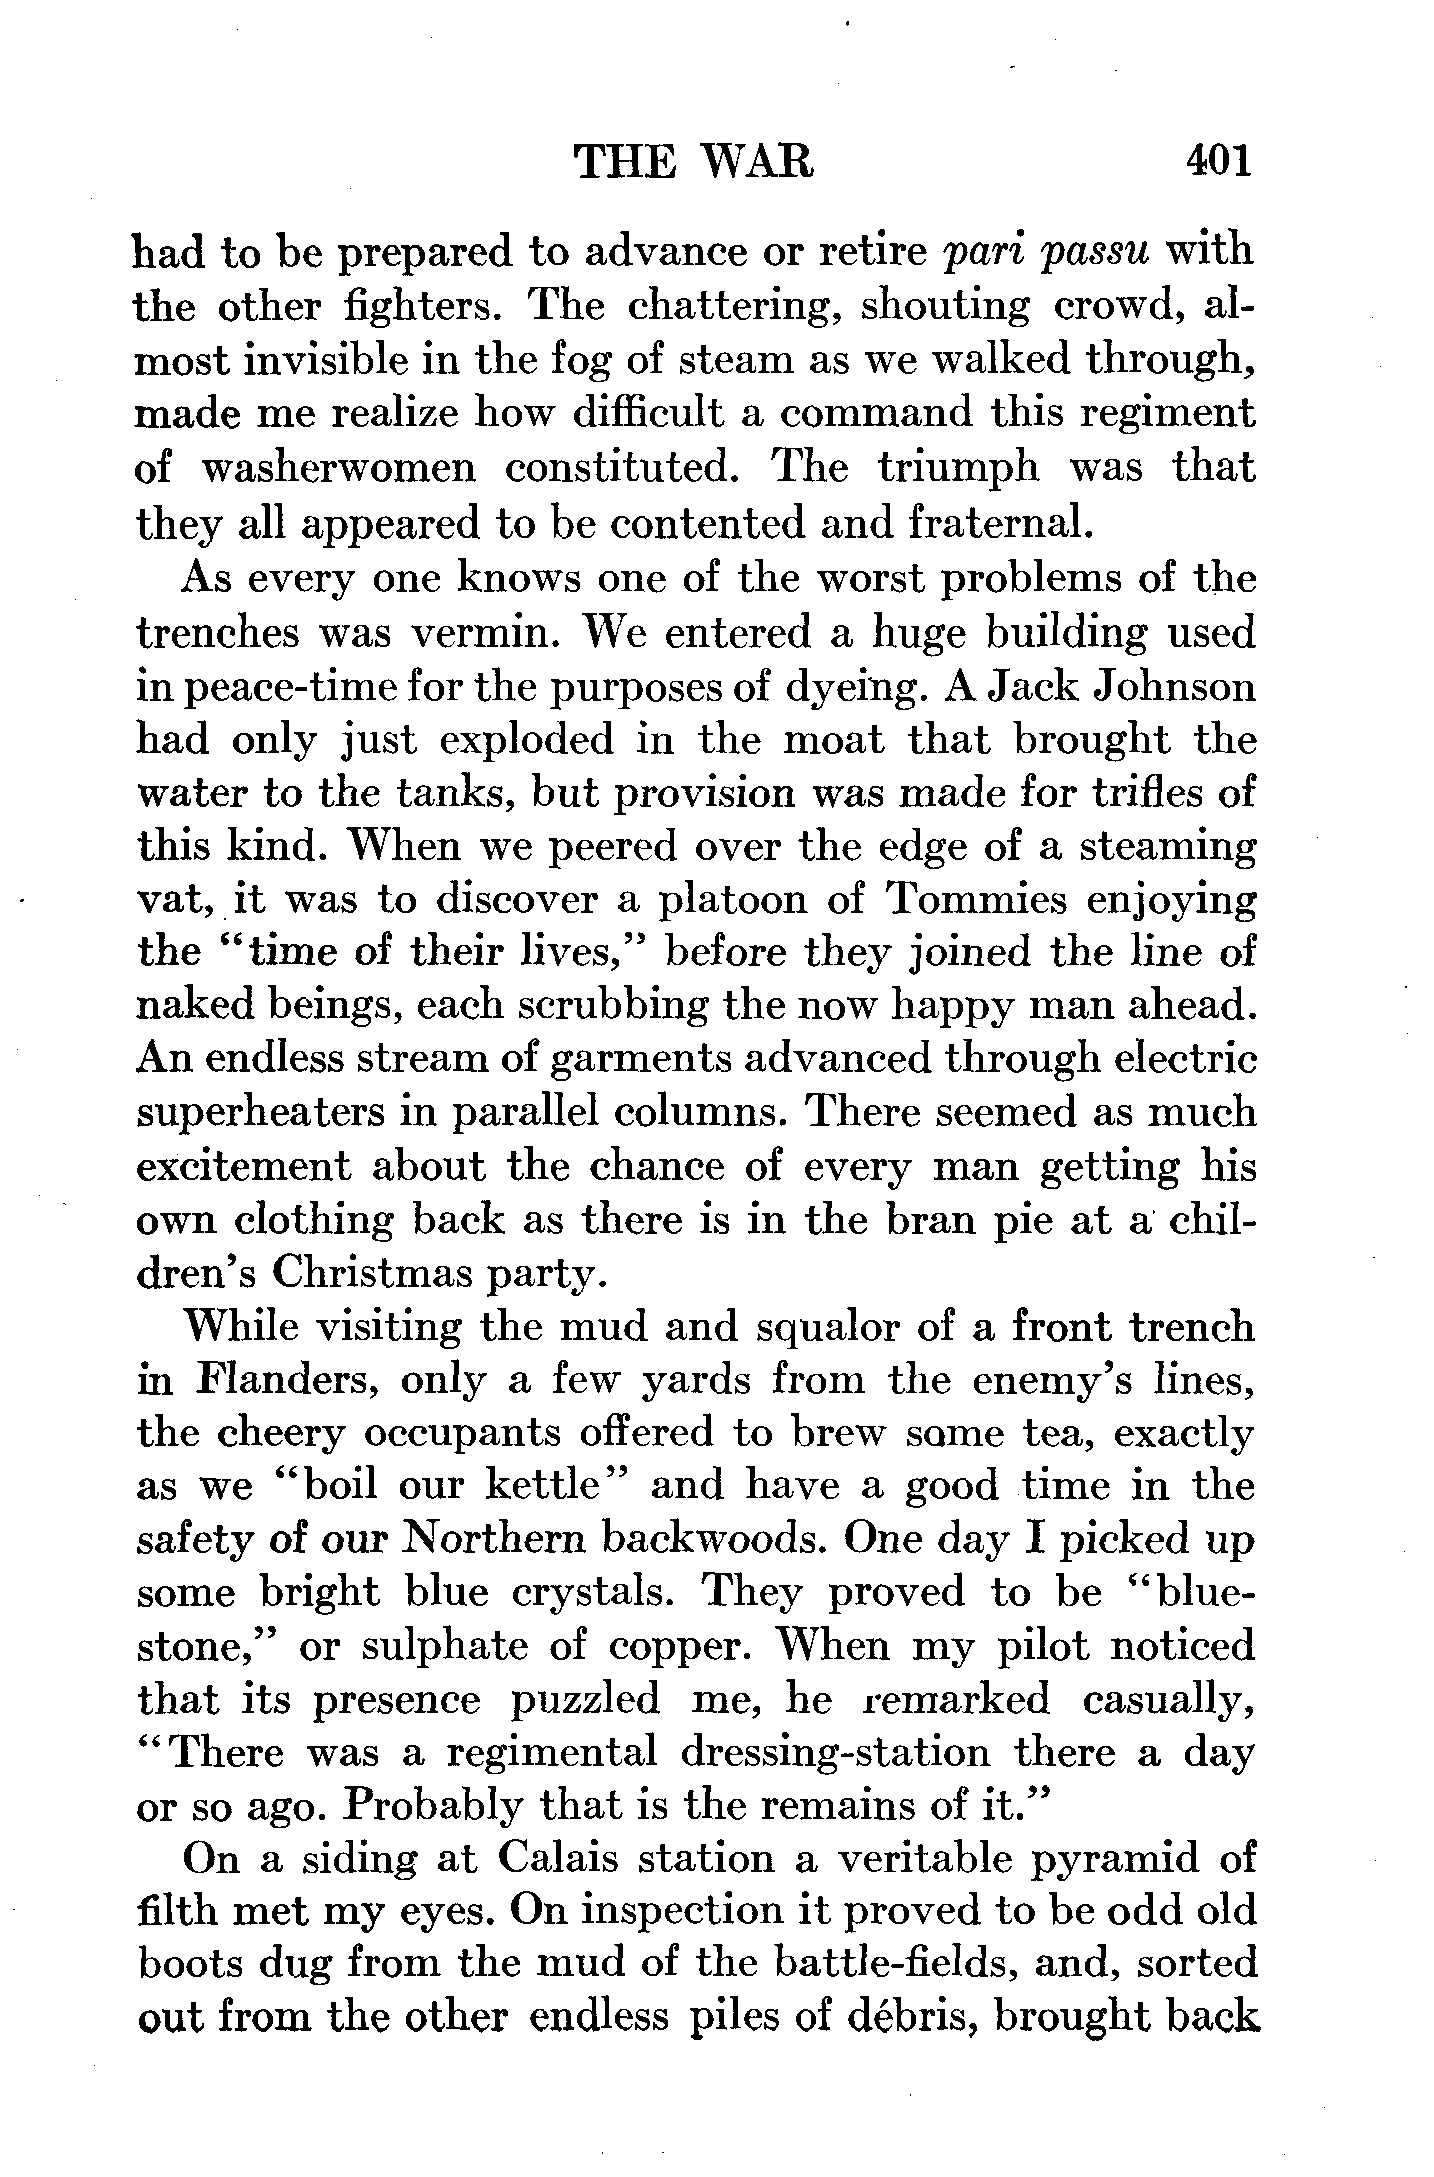 THE WAR 401
had to be prepared to advance or retire pari passu with
the other fighters. The chattering, shouting crowd, al-
most invisible in the fog of steam as we walked through,
made me realize how difficult a command this regiment
of washerwomen constituted. The triumph was that
they all appeared to be contented and fraternal.
As every one knows one of the worst problems of the
trenches was vermin. We entered a huge building used
in peace-time for the purposes of dyeing. A Jack Johnson
had only just exploded in the moat that brought the
water to the tanks, but provision was made for trifles of
this kind. When we peered over the edge of a steaming
vat, it was to discover a platoon of Tommies enjoying
the “time of their lives,” before they joined the line of
naked beings, each scrubbing the now happy man ahead.
An endless stream of garments advanced through electric
superheaters in parallel columns. There seemed as much
excitement about the chance of every man getting his
own clothing back as there is in the bran pie at a chil-
dren’s Christmas party.
While visiting the mud and squalor of a front trench
in Flanders, only a few yards from the enemy’s lines,
the cheery occupants offered to brew some tea, exactly
as we “boil our kettle” and have a good time in the
safety of our Northern backwoods. One day I picked up
some bright blue crystals. They proved to be “blue-
stone,” or sulphate of copper. When my pilot noticed
that its presence puzzled me, he remarked casually,
“There was a regimental dressing-station there a day
or so ago. Probably that is the remains of it.”
On a siding at Calais station a veritable pyramid of
filth met my eyes. On inspection it proved to be odd old
boots dug from the mud of the battle-fields, and, sorted
out from the other endless piles of débris, brought back